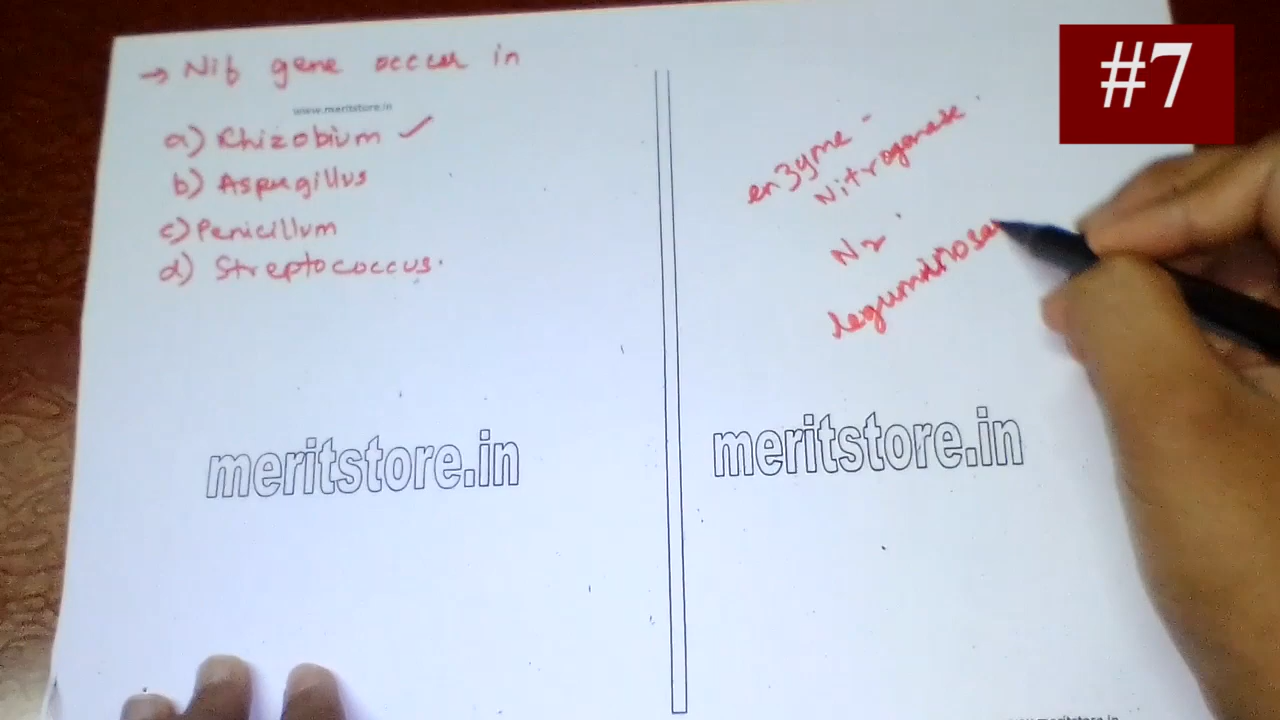 → Nif gene occur in
www.meritstore.in
a) Rhizobium ✓
b) Aspergillus
c) Penicillum
d) Streptococcus.
meritstore.in
#7
enzyme -
Nitrogenase
N2
leguminosae
meritstore.in